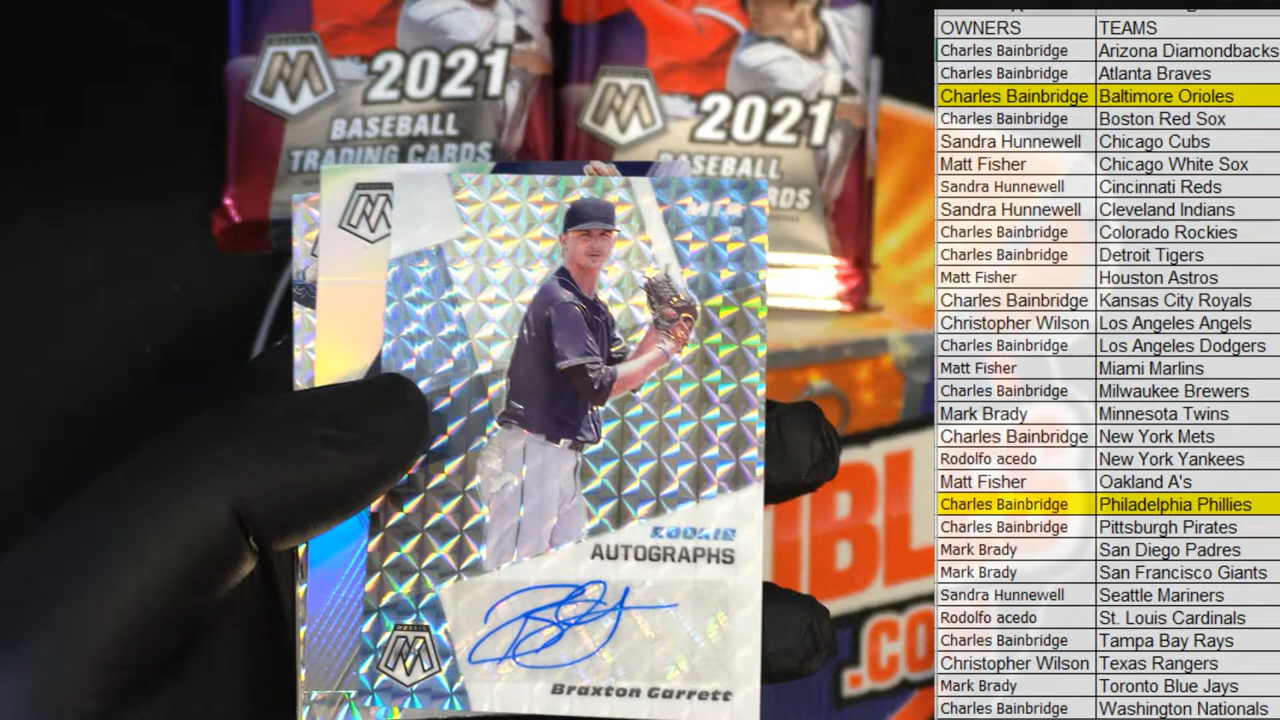 2021
BASEBALL
TRADING CARDS
2021
BASEBALL
MIA
P
ROOKIE
AUTOGRAPHS
MOSAIC
Braxton Garrett
IBL
.CO
OWNERS TEAMS
Charles Bainbridge Arizona Diamondbacks
Charles Bainbridge Atlanta Braves
Charles Bainbridge Baltimore Orioles
Charles Bainbridge Boston Red Sox
Sandra Hunnewell Chicago Cubs
Matt Fisher Chicago White Sox
Sandra Hunnewell Cincinnati Reds
Sandra Hunnewell Cleveland Indians
Charles Bainbridge Colorado Rockies
Charles Bainbridge Detroit Tigers
Matt Fisher Houston Astros
Charles Bainbridge Kansas City Royals
Christopher Wilson Los Angeles Angels
Charles Bainbridge Los Angeles Dodgers
Matt Fisher Miami Marlins
Charles Bainbridge Milwaukee Brewers
Mark Brady Minnesota Twins
Charles Bainbridge New York Mets
Rodolfo acedo New York Yankees
Matt Fisher Oakland A's
Charles Bainbridge Philadelphia Phillies
Charles Bainbridge Pittsburgh Pirates
Mark Brady San Diego Padres
Mark Brady San Francisco Giants
Sandra Hunnewell Seattle Mariners
Rodolfo acedo St. Louis Cardinals
Charles Bainbridge Tampa Bay Rays
Christopher Wilson Texas Rangers
Mark Brady Toronto Blue Jays
Charles Bainbridge Washington Nationals